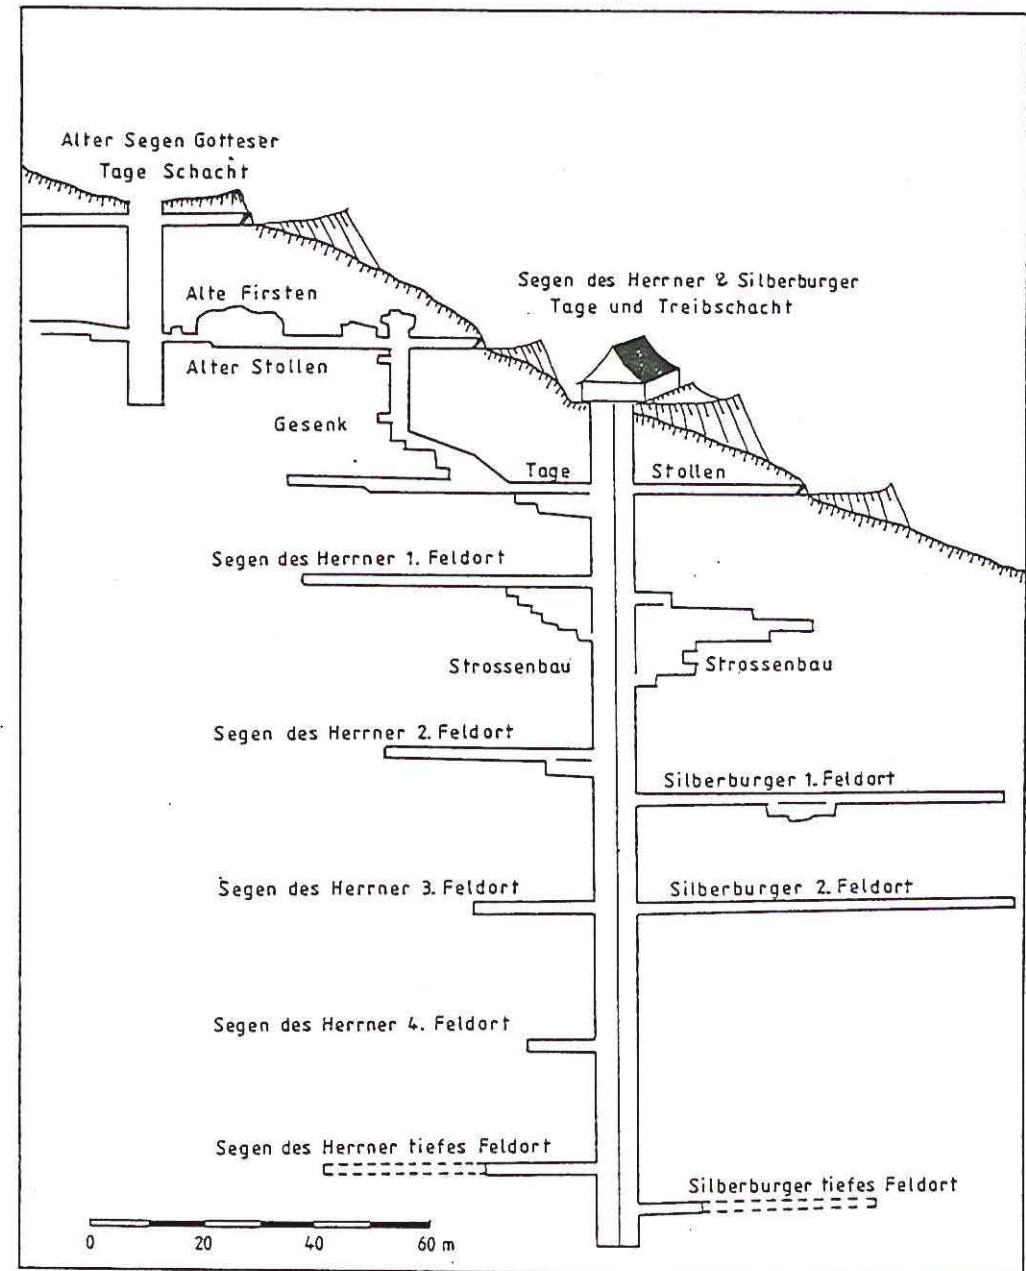 Alter Segen Gotteser
Tage Schacht
Segen des Herrner & Silberburger
Tage und Treibschacht
Alte Firsten
Alter Stollen
Gesenk
Tage
Stollen
Segen des Herrner 1. Feldort
Strossenbau
Strossenbau
Segen des Herrner 2. Feldort
Silberburger 1. Feldort
Segen des Herrner 3. Feldort
Silberburger 2. Feldort
Segen des Herrner 4. Feldort
Segen des Herrner tiefes Feldort
Silberburger tiefes Feldort
0 20 40 60 m